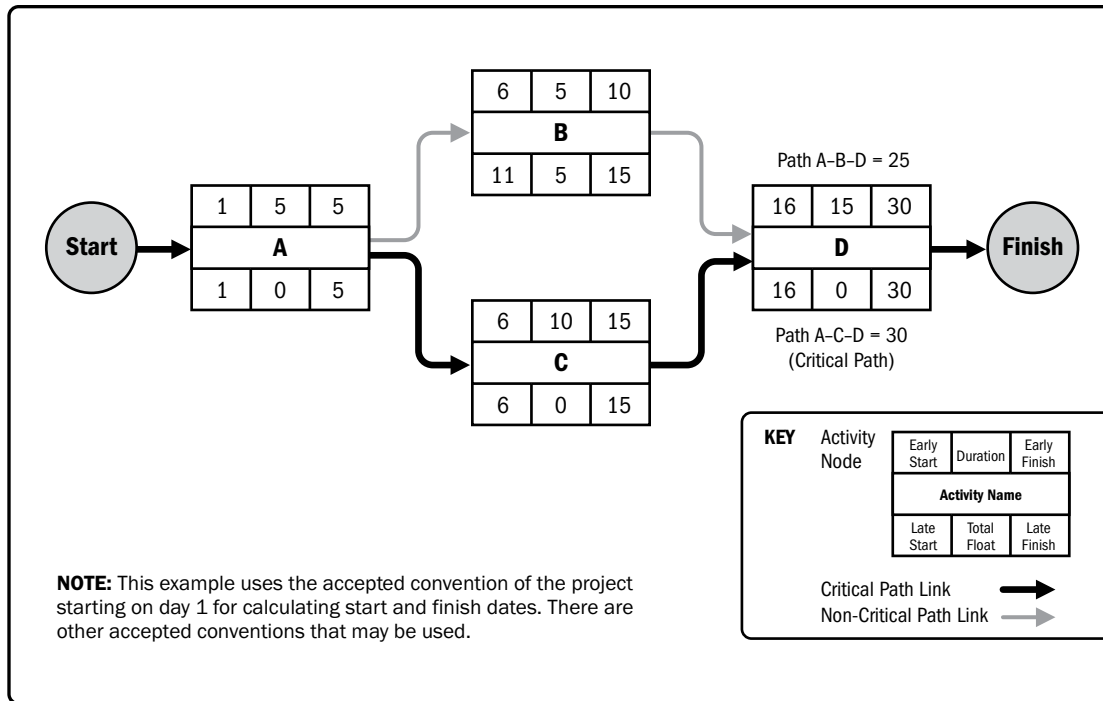 6 5 10
B
11 5 15
Path A–B–D = 25
1 5 5
A
1 0 5
16 15 30
D
16 0 30
Start
Finish
6 10 15
C
6 0 15
Path A–C–D = 30
(Critical Path)
KEY Activity
Node
Early
Start
Duration
Early
Finish
Activity Name
Late
Start
Total
Float
Late
Finish
Critical Path Link
Non-Critical Path Link
NOTE: This example uses the accepted convention of the project
starting on day 1 for calculating start and finish dates. There are
other accepted conventions that may be used.